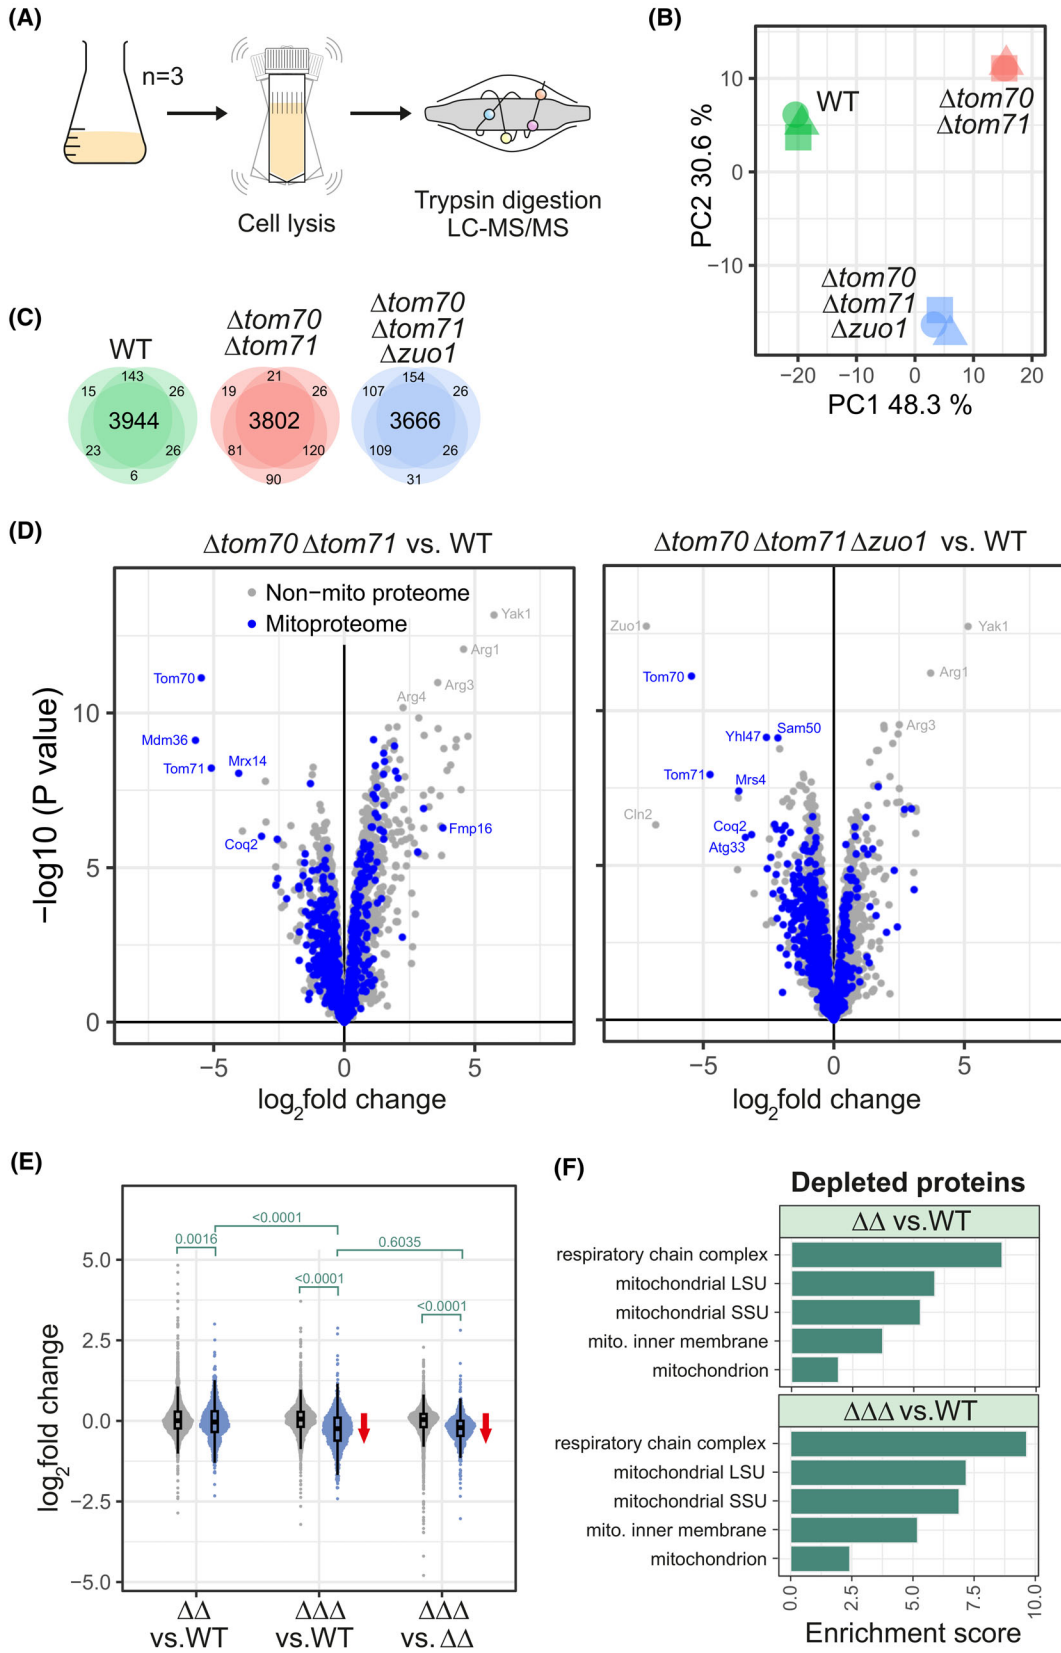 (A)
n=3
Cell lysis
Trypsin digestion
LC-MS/MS
(B)
WT
Δtom70
Δtom71
Δtom70
Δtom71
Δzuo1
10
0
−10
PC2 30.6 %
−20 −10 0 10 20
PC1 48.3 %
(C)
WT
Δtom70
Δtom71
Δtom70
Δtom71
Δzuo1
143
15 26
3944
23 26
6
21
19 26
3802
81 120
90
154
107 26
3666
109 26
31
(D)
Δtom70 Δtom71 vs. WT
Non−mito proteome
Mitoproteome
Yak1
Arg1
Arg3
Arg4
Tom70
Mdm36
Tom71
Mrx14
Coq2
Fmp16
10
5
0
−log10 (P value)
−5 0 5
log2fold change
Δtom70 Δtom71 Δzuo1 vs. WT
Zuo1
Yak1
Tom70
Arg1
Arg3
Yhl47
Sam50
Tom71
Mrs4
Cln2
Coq2
Atg33
−5 0 5
log2fold change
(E)
<0.0001
0.0016
0.6035
<0.0001
<0.0001
5.0
2.5
0.0
−2.5
−5.0
log2fold change
ΔΔ
vs.WT
ΔΔΔ
vs.WT
ΔΔΔ
vs. ΔΔ
(F)
Depleted proteins
ΔΔ vs.WT
respiratory chain complex
mitochondrial LSU
mitochondrial SSU
mito. inner membrane
mitochondrion
ΔΔΔ vs.WT
respiratory chain complex
mitochondrial LSU
mitochondrial SSU
mito. inner membrane
mitochondrion
0.0 2.5 5.0 7.5 10.0
Enrichment score